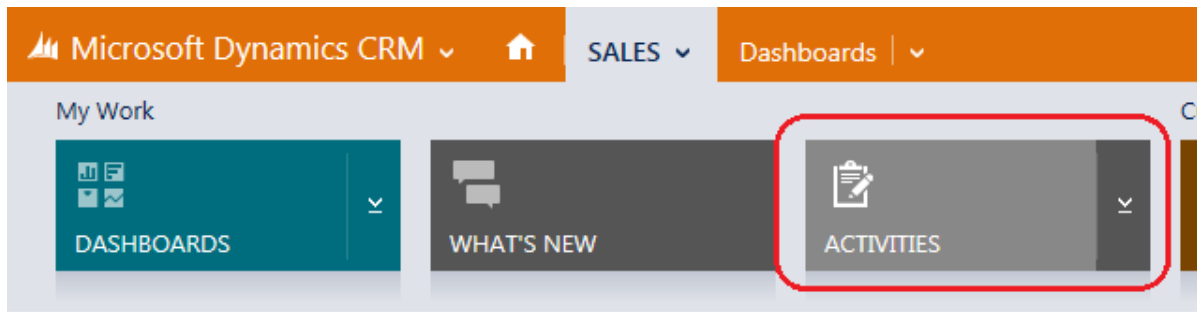 Microsoft Dynamics CRM SALES Dashboards
My Work
DASHBOARDS WHAT'S NEW ACTIVITIES